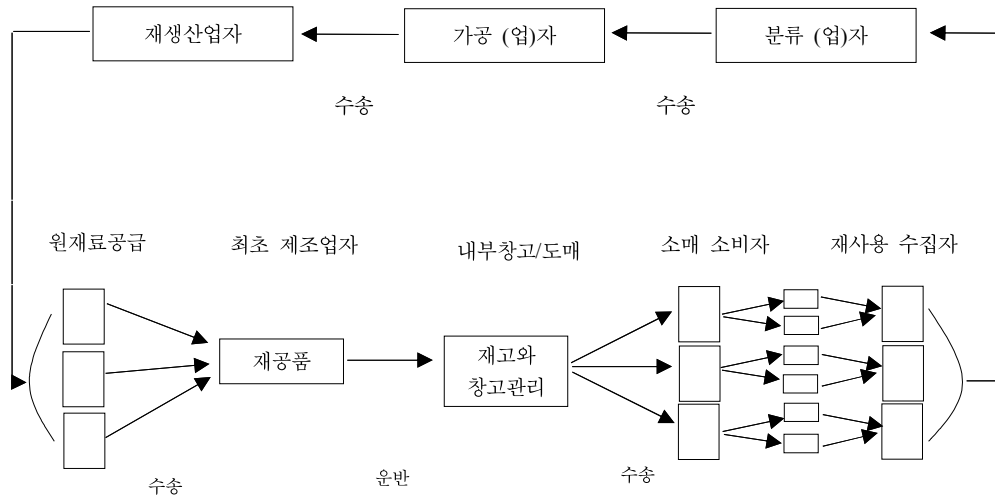 재생산업자
가공 (업)자
분류 (업)자
수송
수송
원재료공급
최초 제조업자
내부창고/도매
소매 소비자
재사용 수집자
재공품
재고와
창고관리
수송
운반
수송